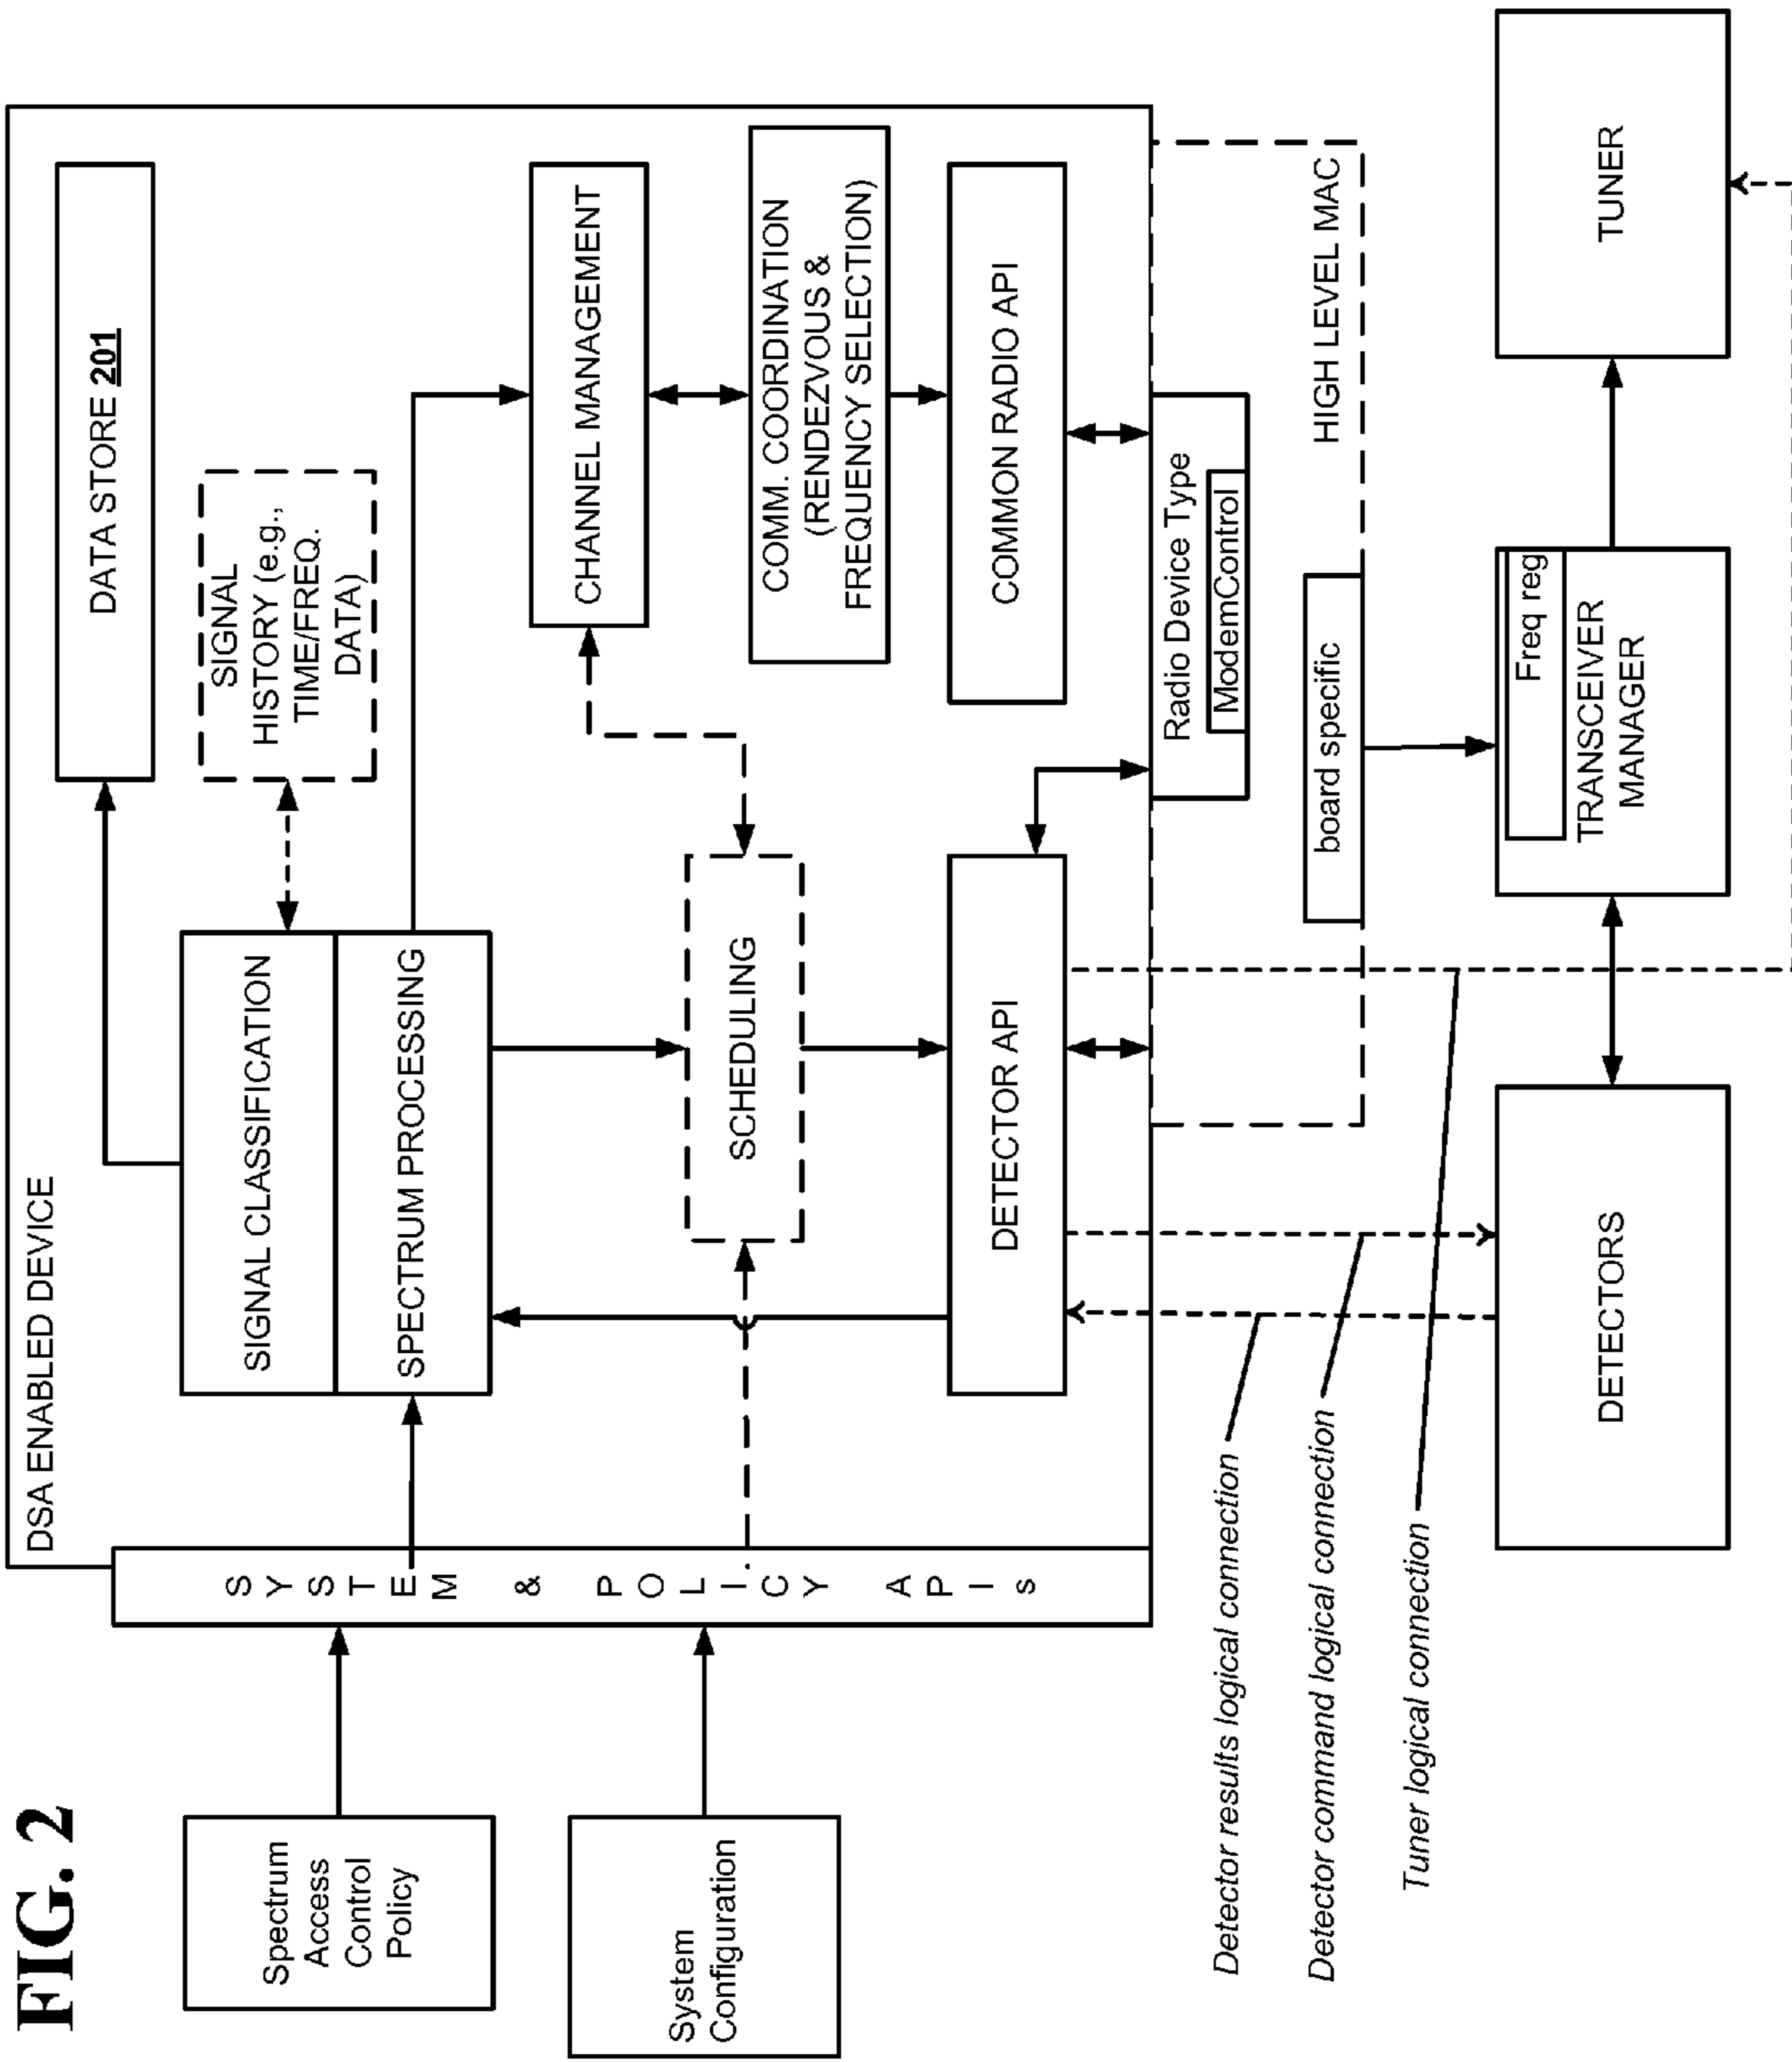 FIG. 2
DSA ENABLED DEVICE
DATA STORE 201
SIGNAL
HISTORY (e.g.,
TIME/FREQ.
DATA)
SIGNAL CLASSIFICATION
SPECTRUM PROCESSING
Spectrum
Access
Control
Policy
System
Configuration
SYSTEM & POLICY APIs
CHANNEL MANAGEMENT
SCHEDULING
COMM. COORDINATION
(RENDEZVOUS &
FREQUENCY SELECTION)
DETECTOR API
COMMON RADIO API
Radio Device Type
ModemControl
HIGH LEVEL MAC
board specific
Detector results logical connection
Detector command logical connection
Tuner logical connection
DETECTORS
Freq reg
TRANSCEIVER
MANAGER
TUNER